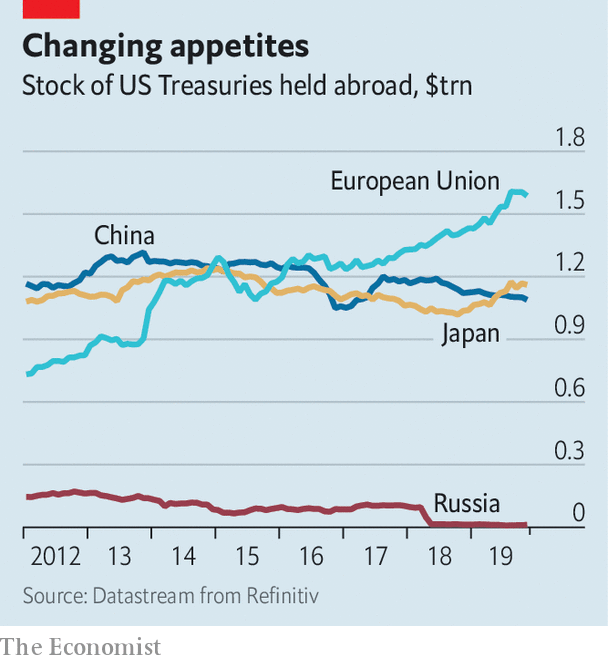 Changing appetites
Stock of US Treasuries held abroad, $trn
1.8
European Union
1.5
China
1.2
0.9
Japan
0.6
0.3
Russia
0
2012 13 14 15 16 17 18 19
Source: Datastream from Refinitiv
The Economist